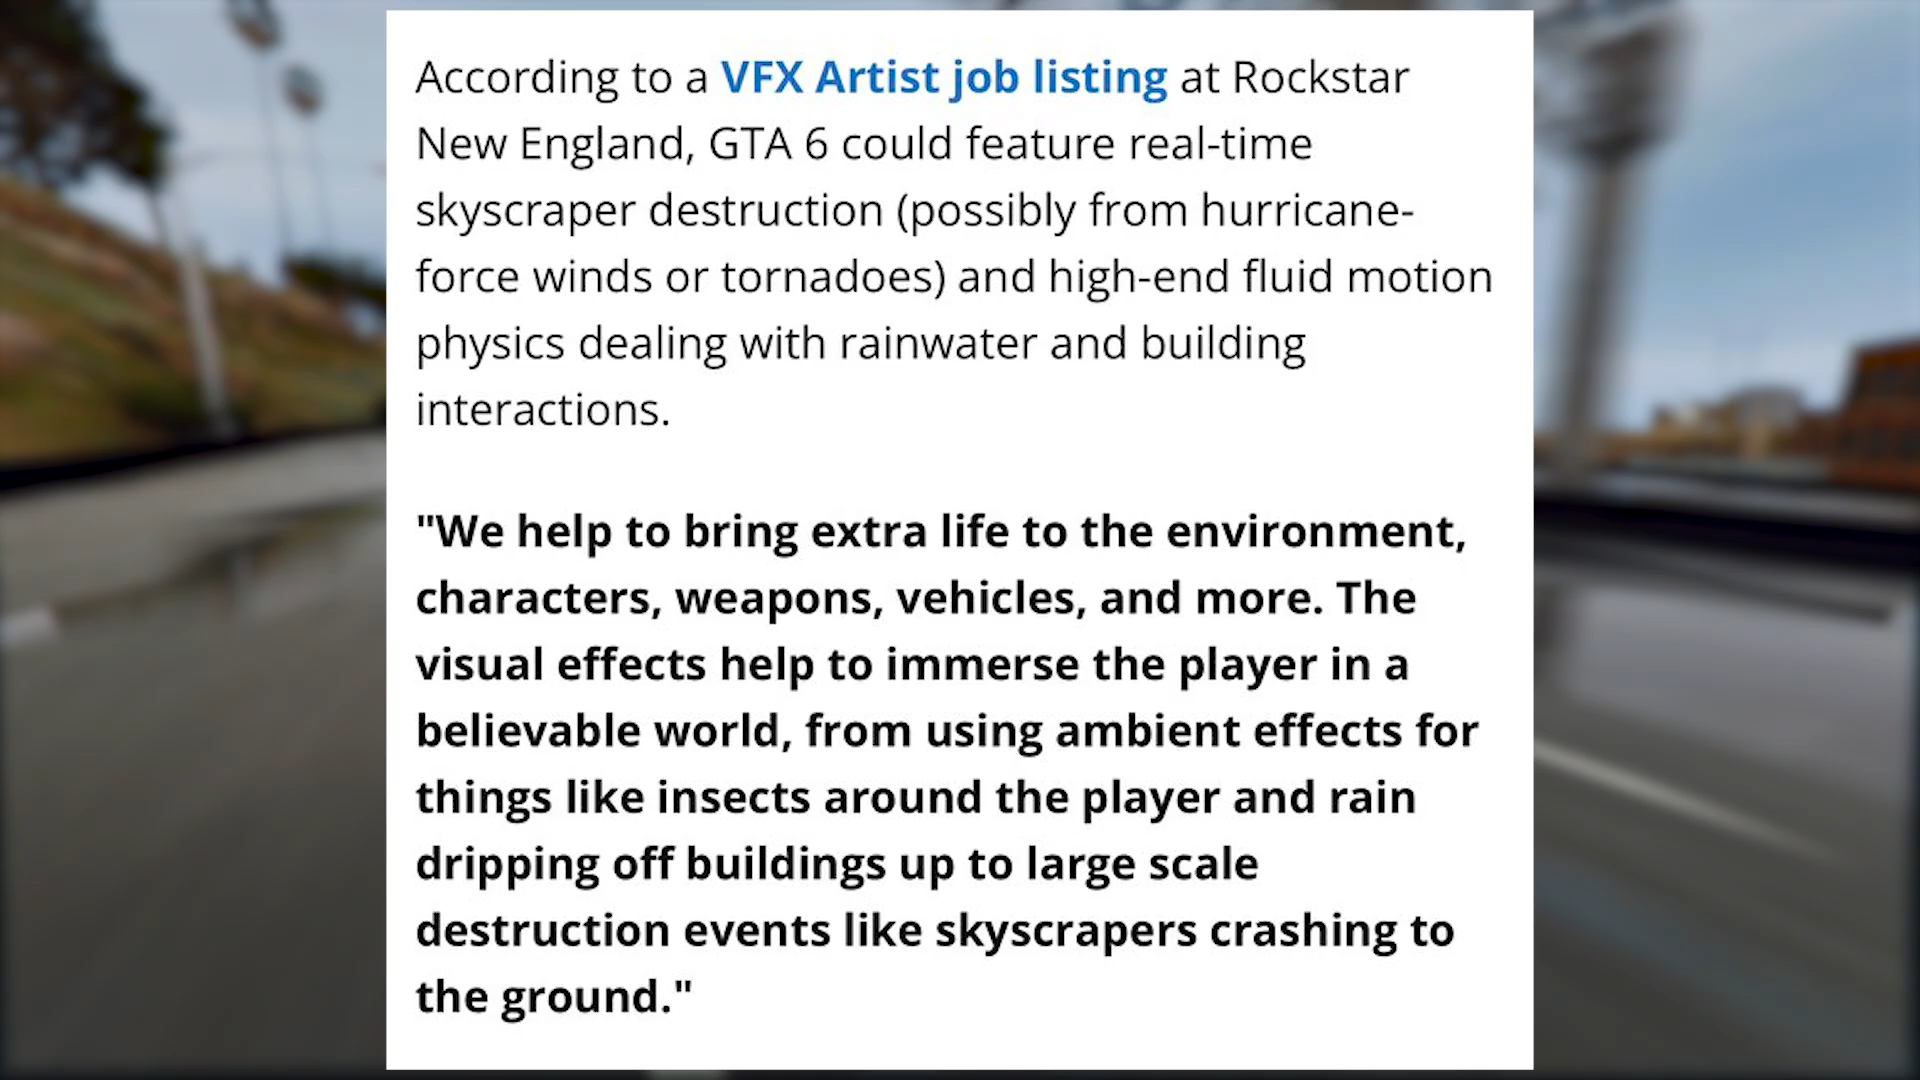 According to a VFX Artist job listing at Rockstar
New England, GTA 6 could feature real-time
skyscraper destruction (possibly from hurricane-
force winds or tornadoes) and high-end fluid motion
physics dealing with rainwater and building
interactions.
"We help to bring extra life to the environment,
characters, weapons, vehicles, and more. The
visual effects help to immerse the player in a
believable world, from using ambient effects for
things like insects around the player and rain
dripping off buildings up to large scale
destruction events like skyscrapers crashing to
the ground."